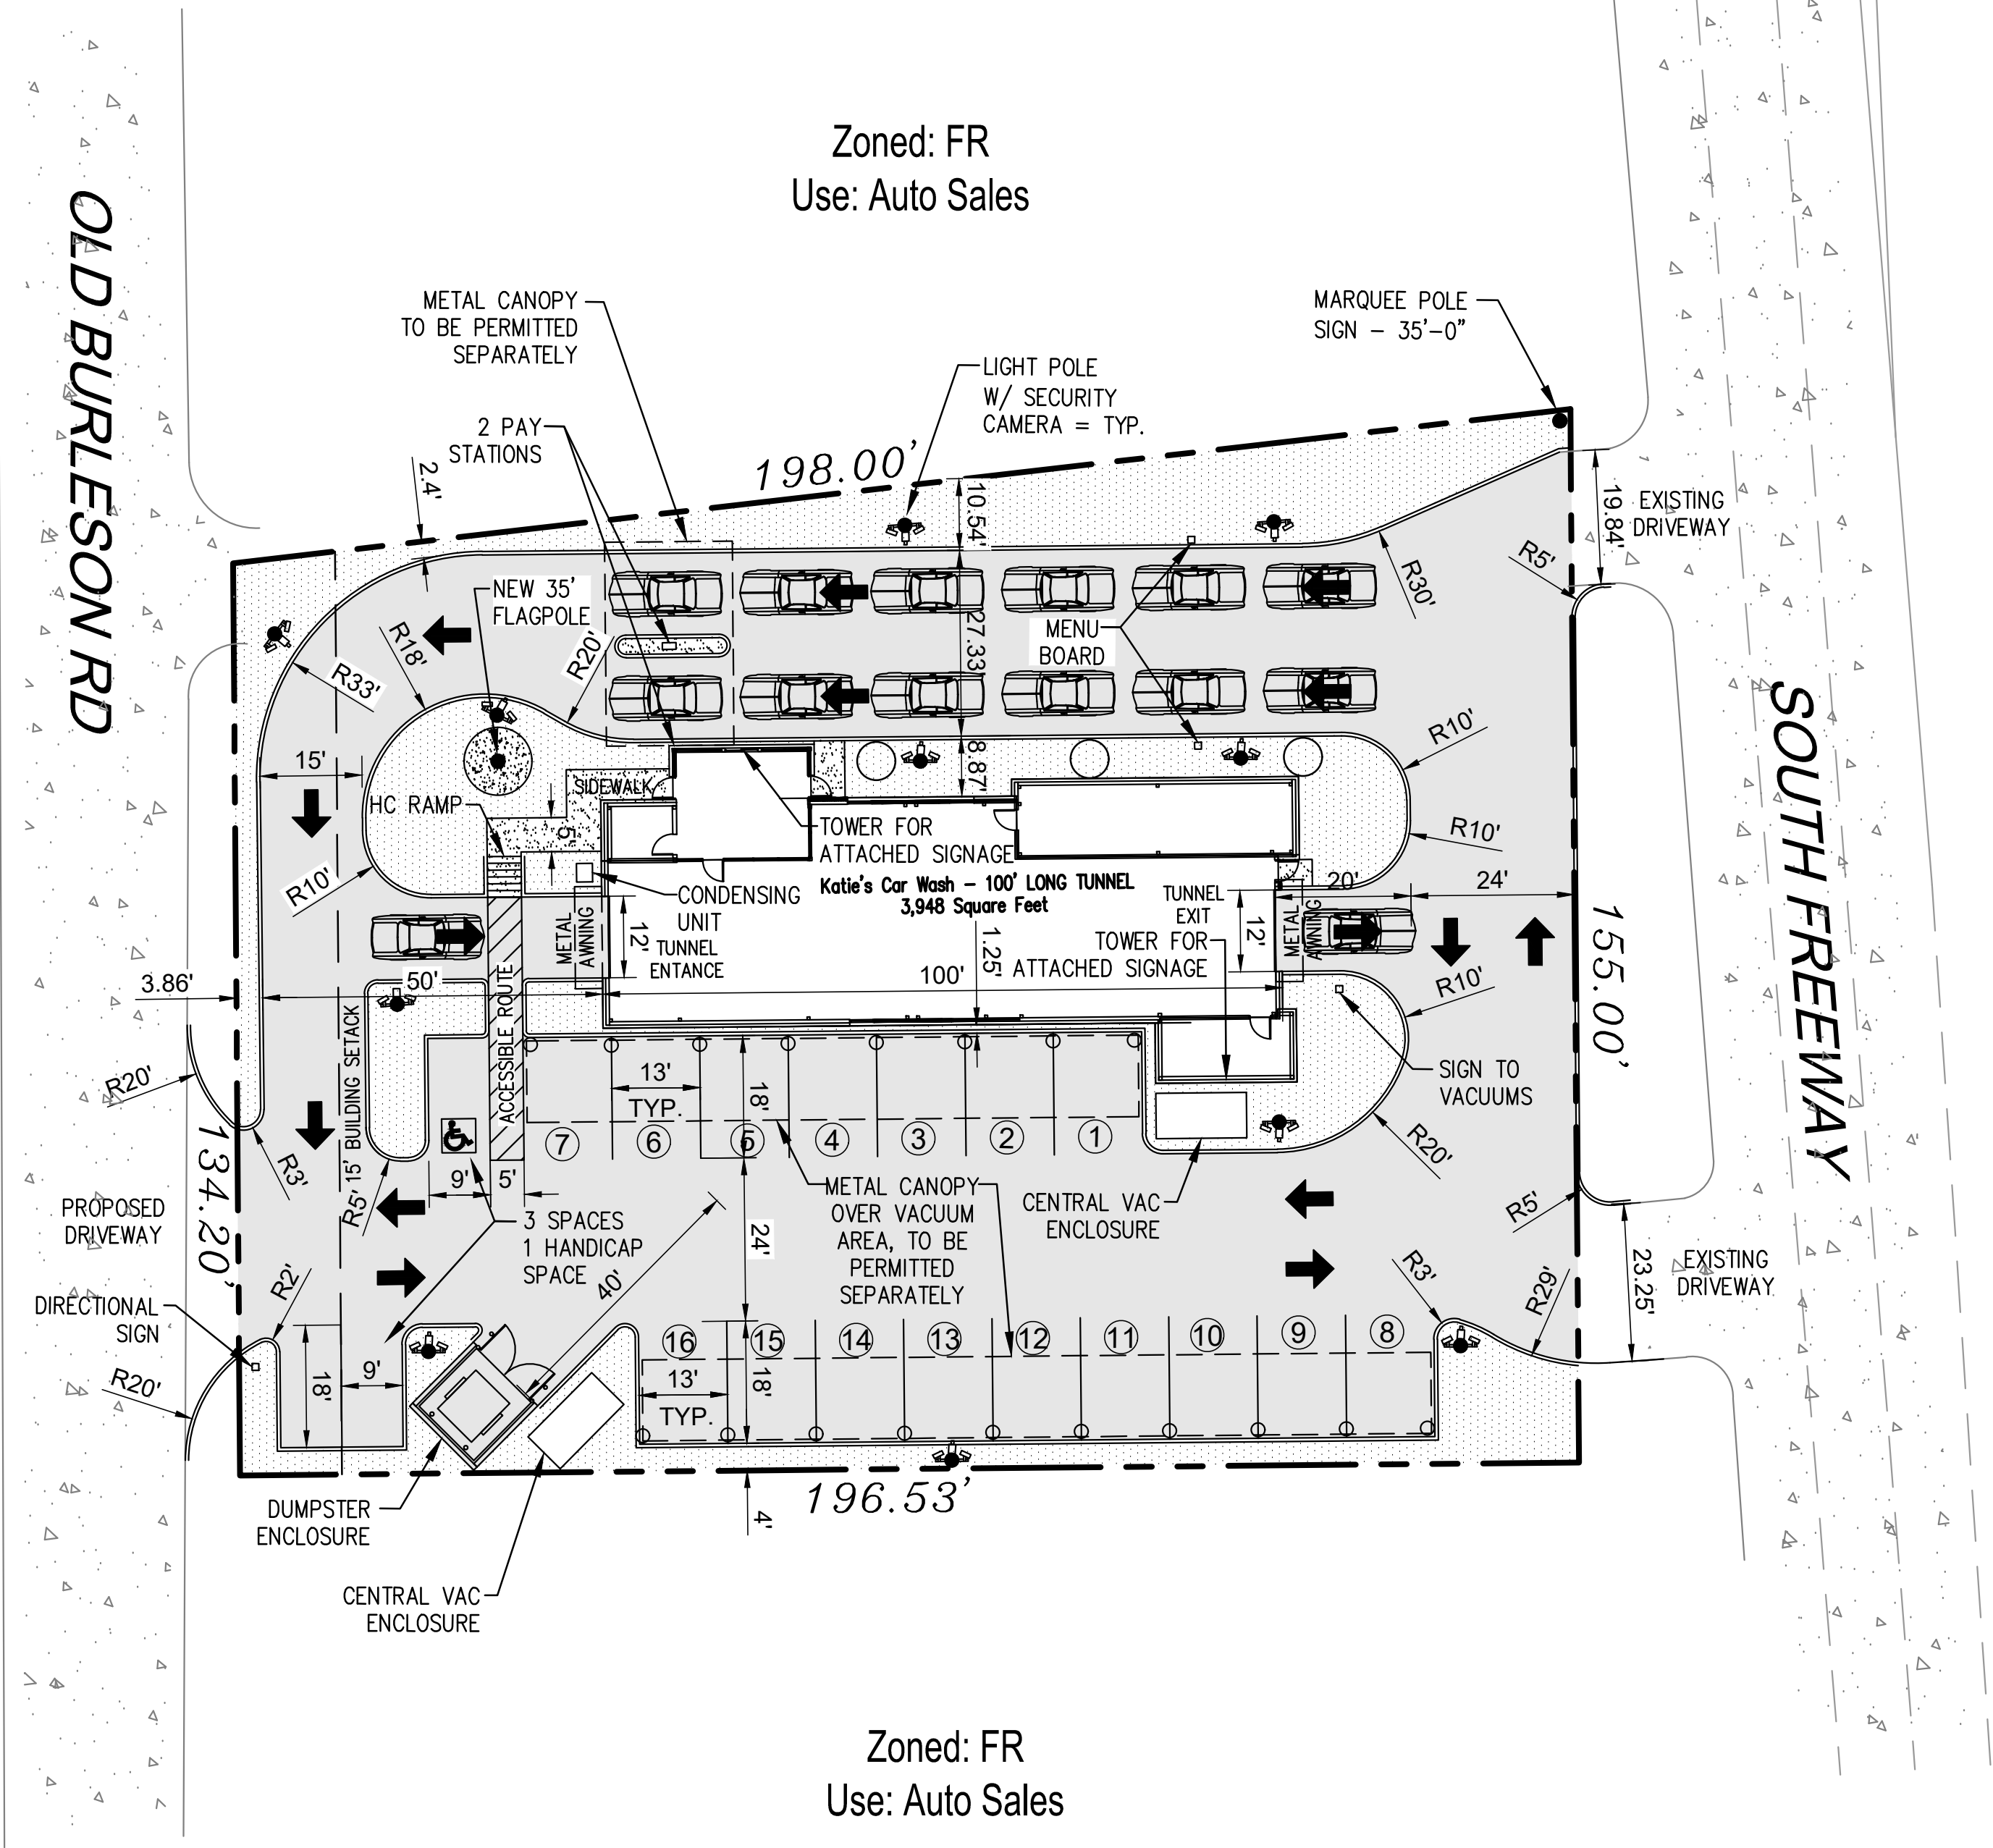 Zoned: FR
Use: Auto Sales
OLD BURLESON RD
METAL CANOPY
TO BE PERMITTED
SEPARATELY
MARQUEE POLE
SIGN – 35'-0"
LIGHT POLE
W/ SECURITY
CAMERA = TYP.
2 PAY
STATIONS
2.4'
198.00'
10.54'
19.84'
EXISTING
DRIVEWAY
R5'
R30'
NEW 35'
FLAGPOLE
R18'
R20'
R33'
27.33'
MENU
BOARD
R10'
15'
HC RAMP
SIDEWALK
8.87'
5'
TOWER FOR
ATTACHED SIGNAGE
R10'
R10'
CONDENSING
UNIT
Katie's Car Wash – 100' LONG TUNNEL
3,948 Square Feet
TUNNEL
EXIT
20'
24'
METAL
AWNING
12'
TUNNEL
ENTANCE
1.25'
TOWER FOR
ATTACHED SIGNAGE
12'
METAL
AWNING
SOUTH FREEWAY
155.00'
3.86'
50'
100'
R10'
15' BUILDING SETACK
ACCESSIBLE ROUTE
R20'
SIGN TO
VACUUMS
13'
TYP.
18'
7
6
5
4
3
2
1
134.20'
R3'
R5'
9'
5'
R20'
PROPOSED
DRIVEWAY
3 SPACES
1 HANDICAP
SPACE
METAL CANOPY
OVER VACUUM
AREA, TO BE
PERMITTED
SEPARATELY
CENTRAL VAC
ENCLOSURE
R5'
24'
40'
R2'
R3'
R29'
23.25'
EXISTING
DRIVEWAY
DIRECTIONAL
SIGN
16
15
14
13
12
11
10
9
8
R20'
18'
9'
13'
TYP.
18'
196.53'
4'
DUMPSTER
ENCLOSURE
CENTRAL VAC
ENCLOSURE
Zoned: FR
Use: Auto Sales